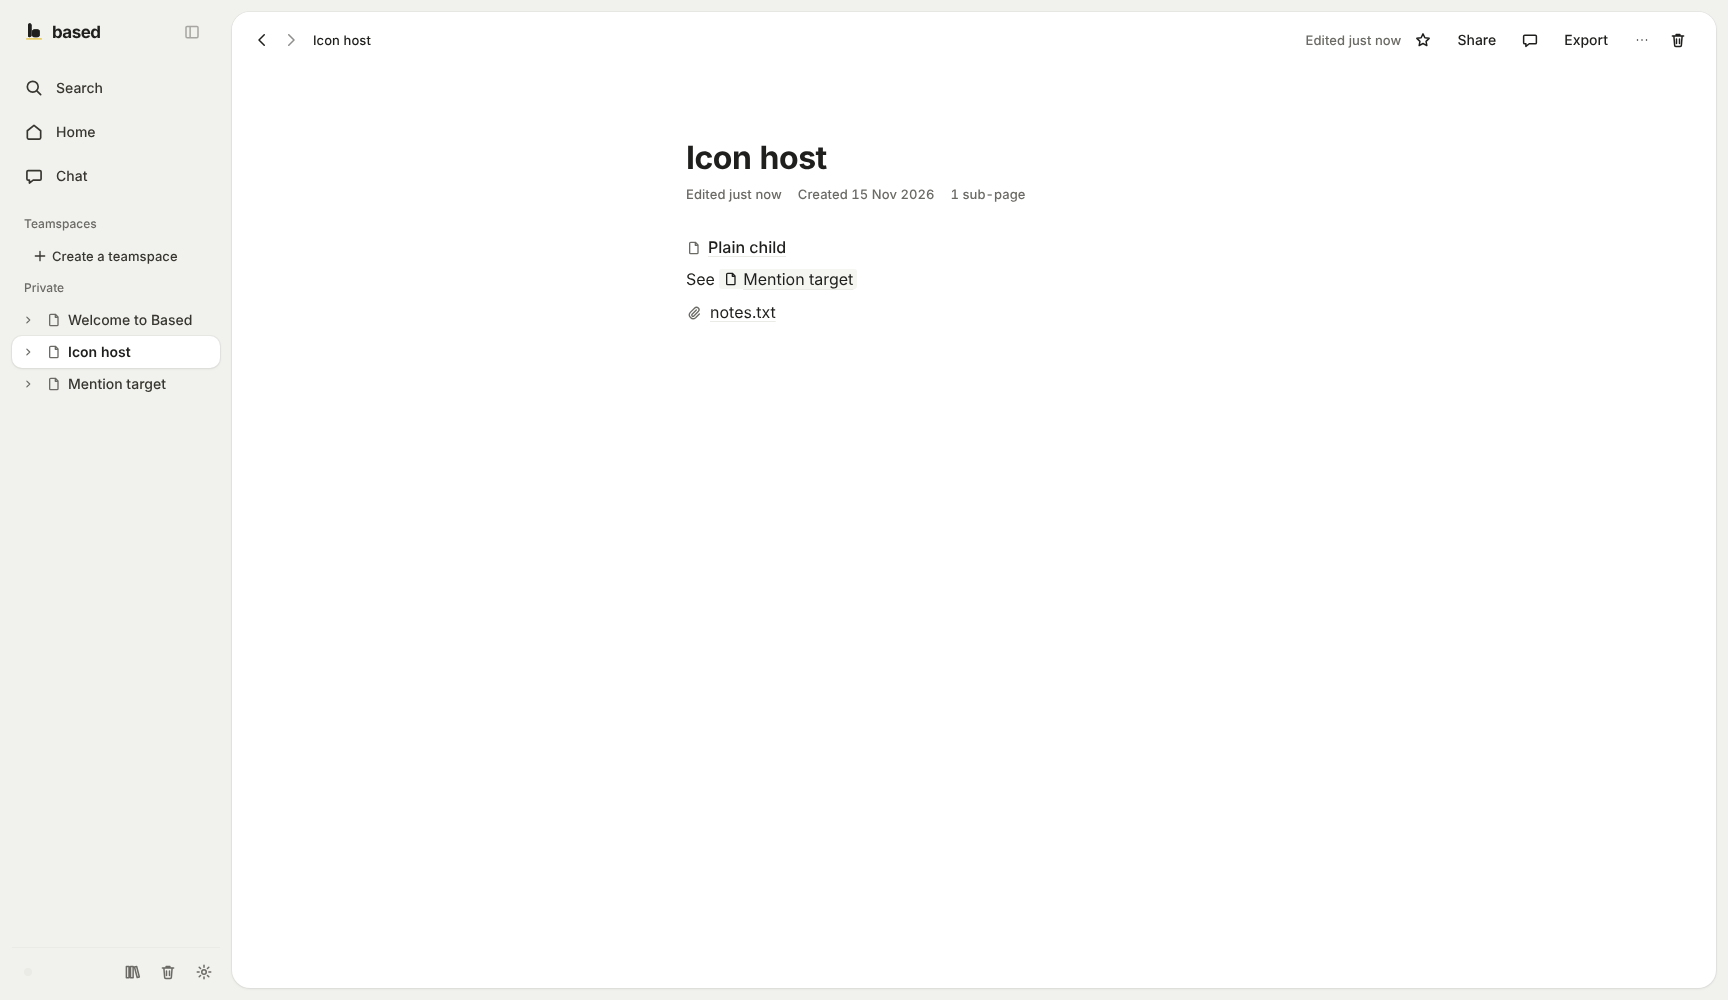 based
Search
Home
Chat
Teamspaces
Create a teamspace
Private
Welcome to Based
Icon host
Mention target
Icon host
Edited just now
Share
Export
Icon host
Edited just now Created 15 Nov 2026 1 sub-page
Plain child
See Mention target
notes.txt